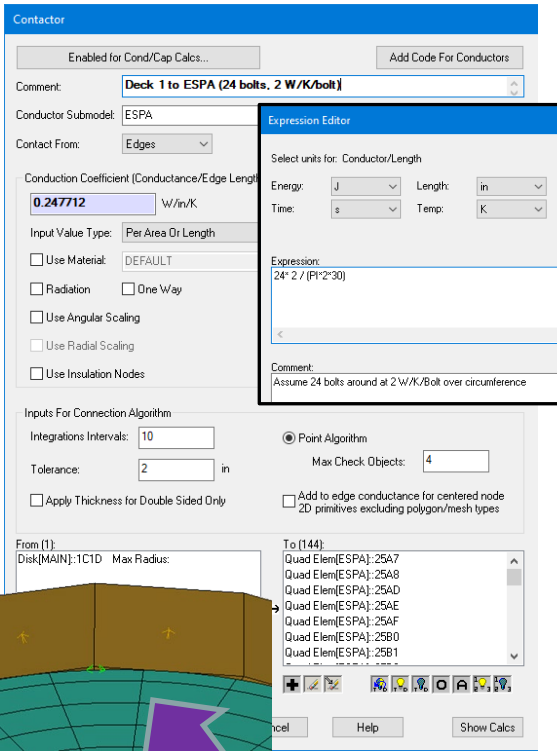 Contactor
Enabled for Cond/Cap Calcs...
Add Code For Conductors
Comment:
Deck 1 to ESPA (24 bolts, 2 W/K/bolt)
Conductor Submodel:
ESPA
Contact From:
Edges
Conduction Coefficient (Conductance/Edge Length
0.247712
W/in/K
Input Value Type:
Per Area Or Length
Use Material:
DEFAULT
Radiation
One Way
Use Angular Scaling
Use Radial Scaling
Use Insulation Nodes
Expression Editor
Select units for: Conductor/Length
Energy:
J
Length:
in
Time:
s
Temp:
K
Expression:
24* 2 / (PI*2*30)
Comment:
Assume 24 bolts around at 2 W/K/Bolt over circumference
Inputs For Connection Algorithm
Integrations Intervals:
10
Tolerance:
2
in
Apply Thickness for Double Sided Only
Point Algorithm
Max Check Objects:
4
Add to edge conductance for centered node
2D primitives excluding polygon/mesh types
From (1):
Disk[MAIN]::1C1D Max Radius:
To (144):
Quad Elem[ESPA]::25A7
Quad Elem[ESPA]::25A8
Quad Elem[ESPA]::25AD
Quad Elem[ESPA]::25AE
Quad Elem[ESPA]::25AF
Quad Elem[ESPA]::25B0
Quad Elem[ESPA]::25B1
ncel
Help
Show Calcs